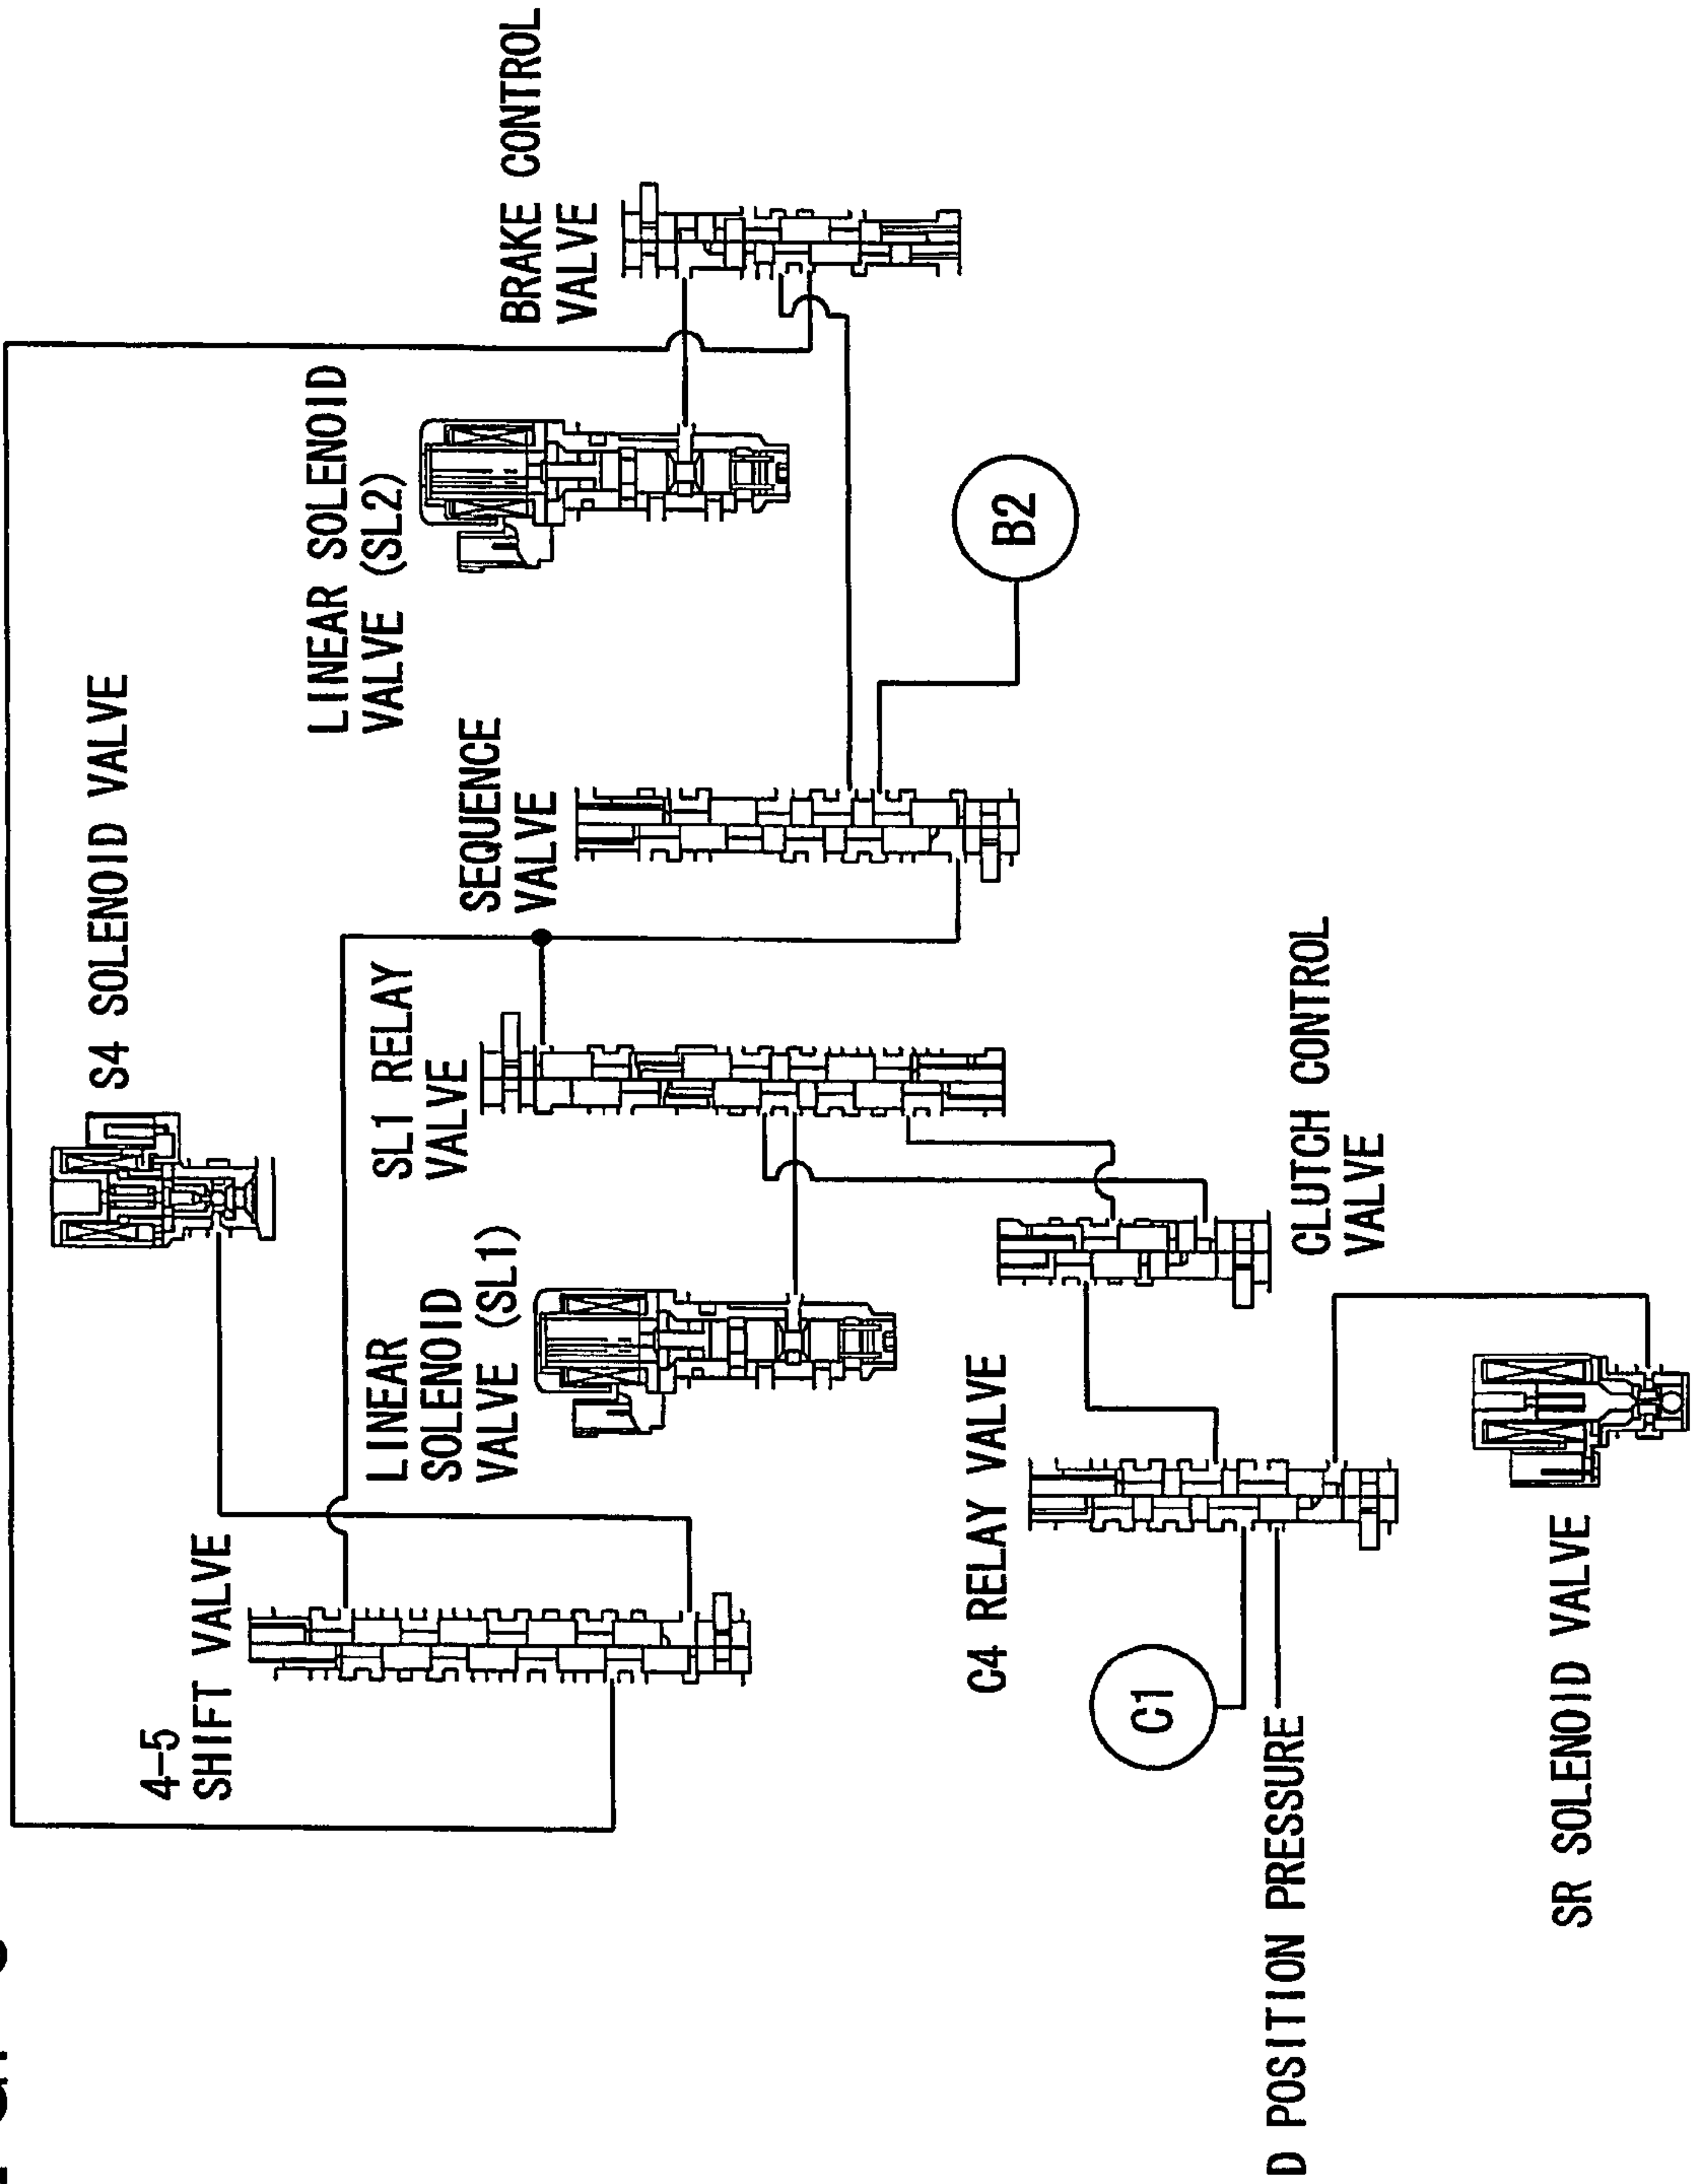 S4 SOLENOID VALVE
4-5
SHIFT VALVE
LINEAR SOLENOID
VALVE (SL2)
LINEAR
SOLENOID
VALVE (SL1)
SL1 RELAY
VALVE
SEQUENCE
VALVE
BRAKE CONTROL
VALVE
C4 RELAY VALVE
B2
C1
D POSITION PRESSURE
CLUTCH CONTROL
VALVE
SR SOLENOID VALVE